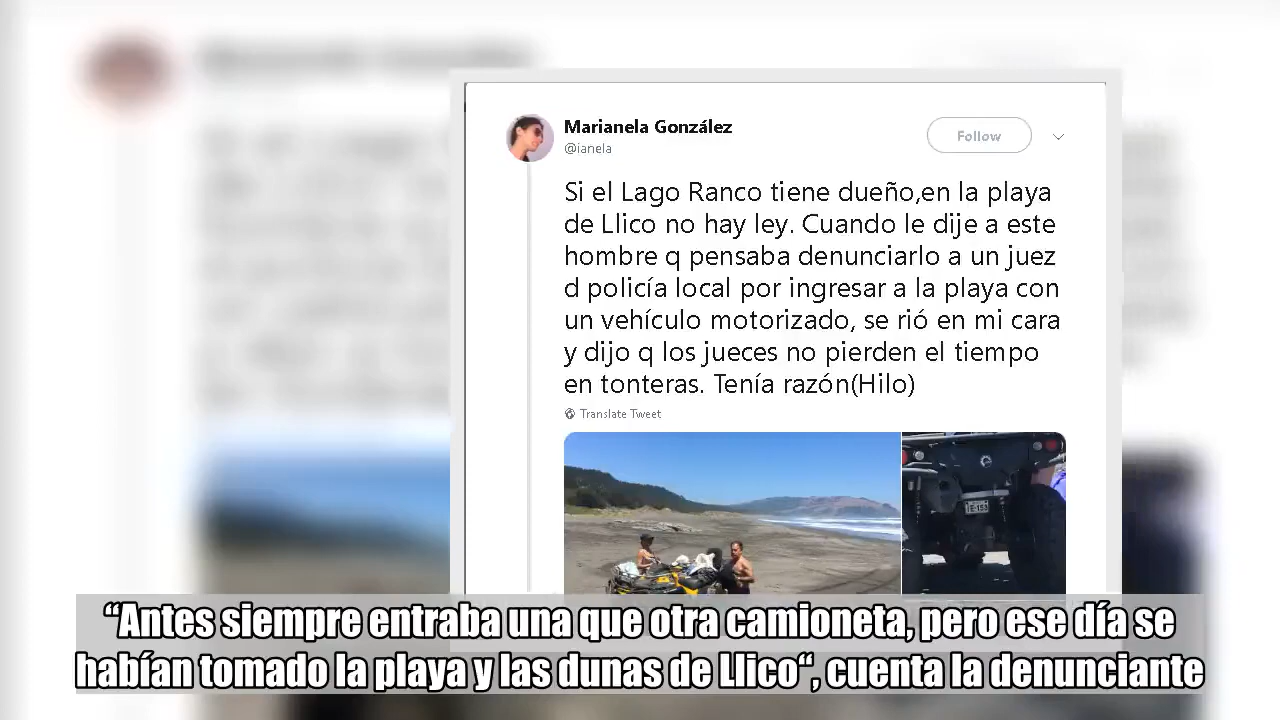 Marianela González
@ianela
Follow
Si el Lago Ranco tiene dueño,en la playa
de Llico no hay ley. Cuando le dije a este
hombre q pensaba denunciarlo a un juez
d policía local por ingresar a la playa con
un vehículo motorizado, se rió en mi cara
y dijo q los jueces no pierden el tiempo
en tonteras. Tenía razón(Hilo)
Translate Tweet
“Antes siempre entraba una que otra camioneta, pero ese día se
habían tomado la playa y las dunas de Llico“, cuenta la denunciante